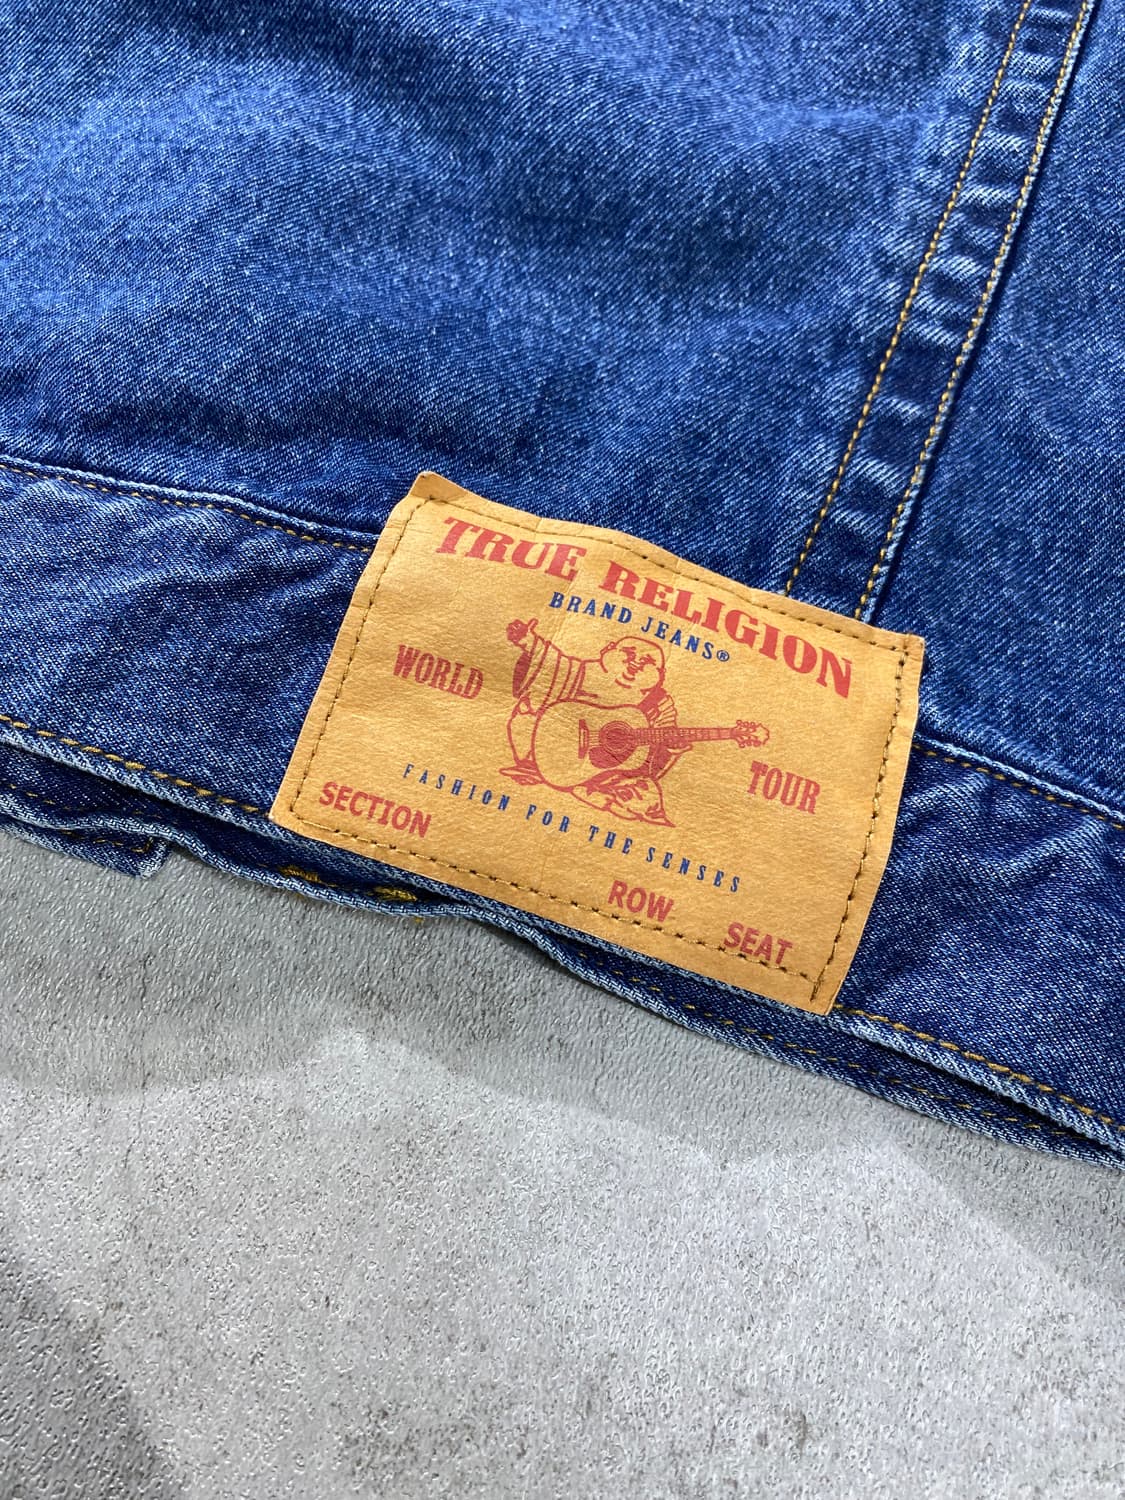 TRUE RELIGION
BRAND JEANS®
WORLD TOUR
FASHION FOR THE SENSES
SECTION ROW SEAT